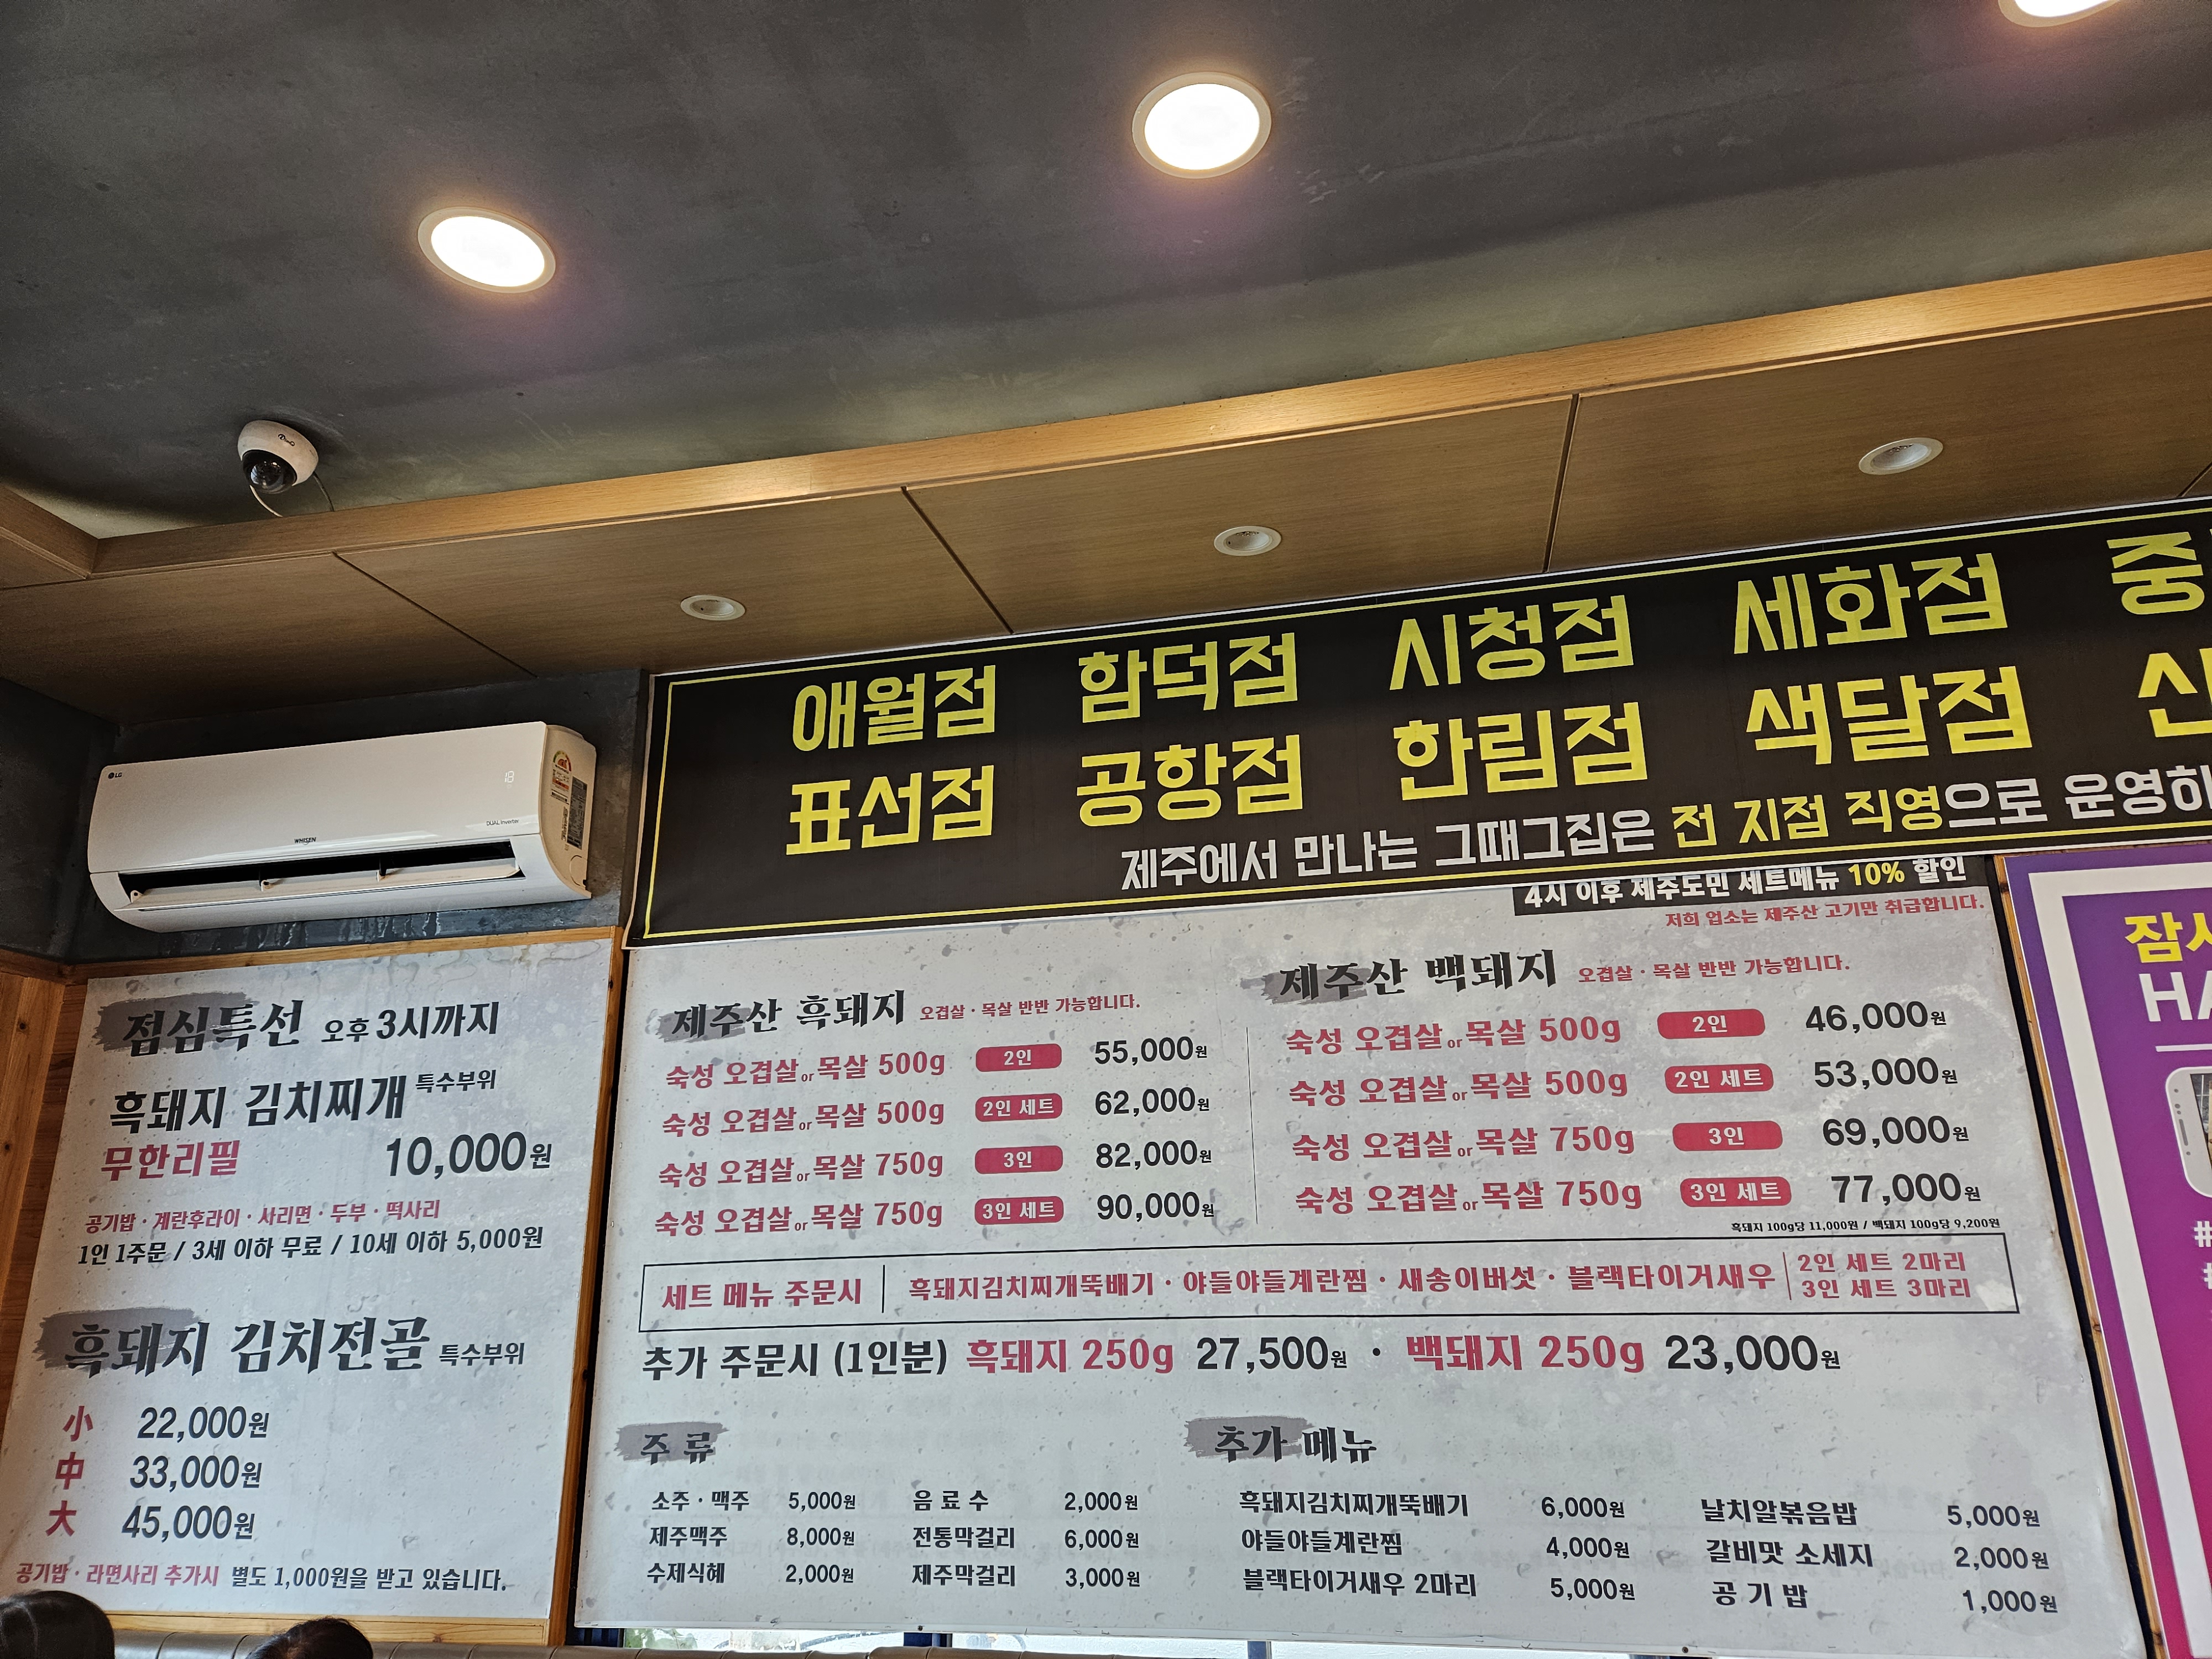 애월점 함덕점 시청점 세화점
표선점 공항점 한림점 색달점
제주에서 만나는 그때그집은 전 지점 직영으로
4시 이후 제주도민 세트메뉴 10% 할인
저희 업소는 제주산 고기만 취급합니다.
LG
18
DUAL Inverter
WHISEN
점심특선 오후 3시까지
흑돼지 김치찌개 특수부위
무한리필 10,000원
공기밥 · 계란후라이 · 사리면 · 두부 · 떡사리
1인 1주문 / 3세 이하 무료 / 10세 이하 5,000원
흑돼지 김치전골 특수부위
小 22,000원
中 33,000원
大 45,000원
공기밥 · 라면사리 추가시 별도 1,000원을 받고 있습니다.
제주산 흑돼지 오겹살 · 목살 반반 가능합니다.
숙성 오겹살or목살 500g 2인 55,000원
숙성 오겹살or목살 500g 2인 세트 62,000원
숙성 오겹살or목살 750g 3인 82,000원
숙성 오겹살or목살 750g 3인 세트 90,000원
제주산 백돼지 오겹살 · 목살 반반 가능합니다.
숙성 오겹살or목살 500g 2인 46,000원
숙성 오겹살or목살 500g 2인 세트 53,000원
숙성 오겹살or목살 750g 3인 69,000원
숙성 오겹살or목살 750g 3인 세트 77,000원
흑돼지 100g당 11,000원 / 백돼지 100g당 9,200원
세트 메뉴 주문시 흑돼지김치찌개뚝배기 · 야들야들계란찜 · 새송이버섯 · 블랙타이거새우
2인 세트 2마리
3인 세트 3마리
추가 주문시 (1인분) 흑돼지 250g 27,500원 · 백돼지 250g 23,000원
주 류
소주 · 맥주 5,000원 음 료 수 2,000원
제주맥주 8,000원 전통막걸리 6,000원
수제식혜 2,000원 제주막걸리 3,000원
추가 메뉴
흑돼지김치찌개뚝배기 6,000원 날치알볶음밥 5,000원
야들야들계란찜 4,000원 갈비맛 소세지 2,000원
블랙타이거새우 2마리 5,000원 공 기 밥 1,000원